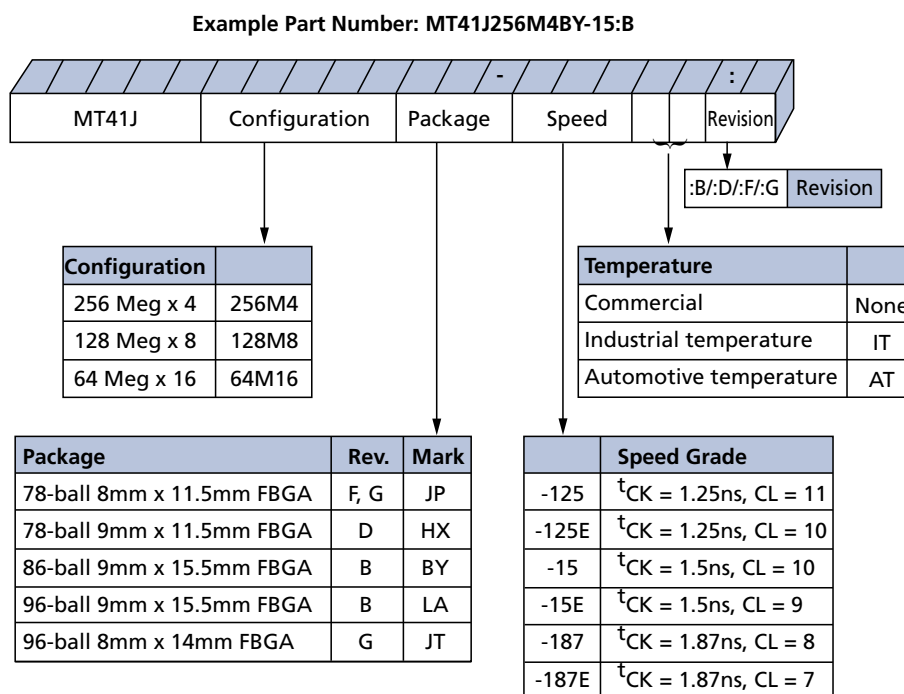 Example Part Number: MT41J256M4BY-15:B
- :
MT41J Configuration Package Speed Revision
:B/:D/:F/:G Revision
Configuration
256 Meg x 4 256M4
128 Meg x 8 128M8
64 Meg x 16 64M16
Temperature
Commercial None
Industrial temperature IT
Automotive temperature AT
Package Rev. Mark
78-ball 8mm x 11.5mm FBGA F, G JP
78-ball 9mm x 11.5mm FBGA D HX
86-ball 9mm x 15.5mm FBGA B BY
96-ball 9mm x 15.5mm FBGA B LA
96-ball 8mm x 14mm FBGA G JT
Speed Grade
-125 tCK = 1.25ns, CL = 11
-125E tCK = 1.25ns, CL = 10
-15 tCK = 1.5ns, CL = 10
-15E tCK = 1.5ns, CL = 9
-187 tCK = 1.87ns, CL = 8
-187E tCK = 1.87ns, CL = 7